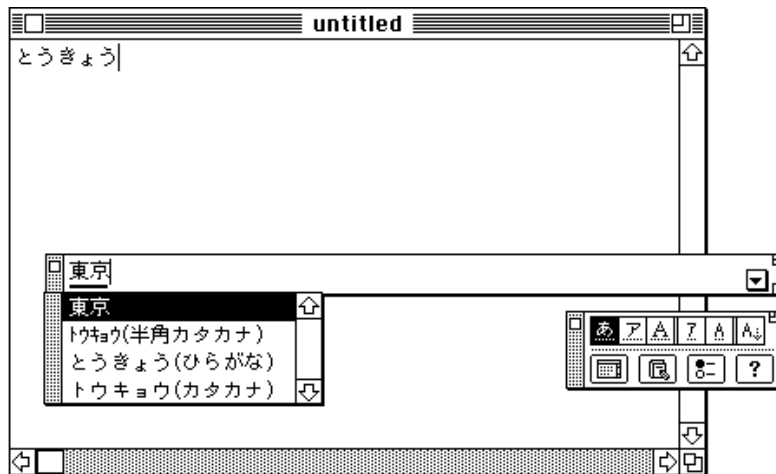 untitled
とうきょう
東京
東京
トウキョウ(半角カタカナ)
とうきょう(ひらがな)
トウキョウ(カタカナ)
あ ア A ア A A
?